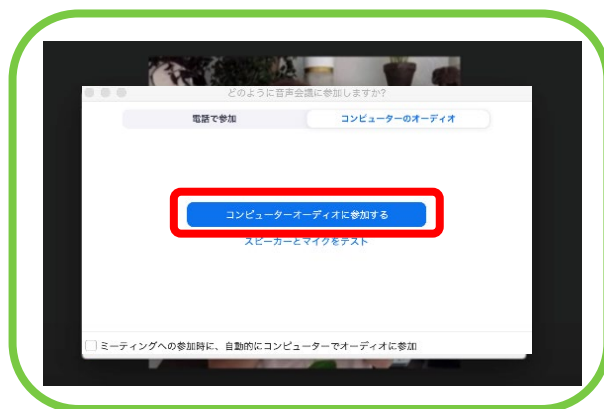 どのように音声会議に参加しますか?
電話で参加
コンピューターのオーディオ
コンピューターオーディオに参加する
スピーカーとマイクをテスト
ミーティングへの参加時に、自動的にコンピューターでオーディオに参加